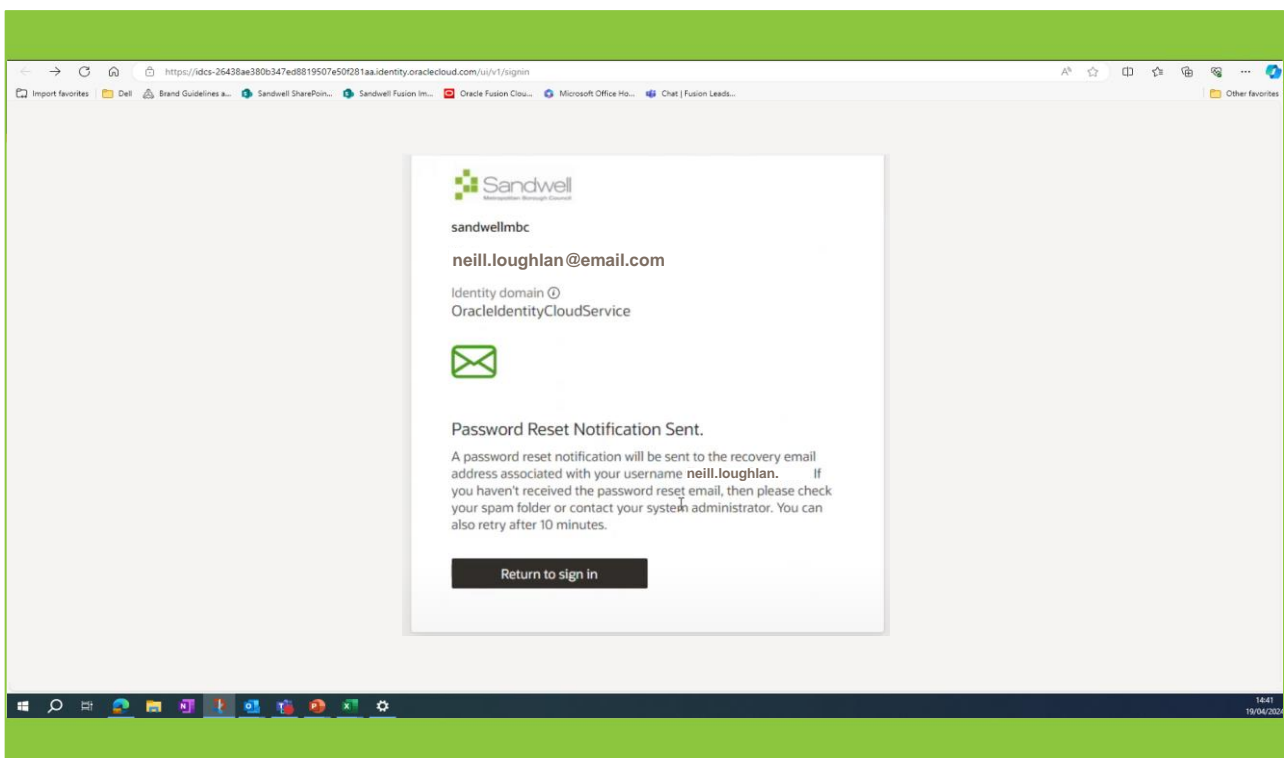 https://idcs-26438ae380b347ed8819507e50f281aa.identity.oraclecloud.com/ui/v1/signin
Import favorites Dell Brand Guidelines a... Sandwell SharePoin... Sandwell Fusion Im... Oracle Fusion Clou... Microsoft Office Ho... Chat | Fusion Leads... Other favorites
Sandwell
Metropolitan Borough Council
sandwellmbc
neill.loughlan@email.com
Identity domain
OracleIdentityCloudService
Password Reset Notification Sent.
A password reset notification will be sent to the recovery email
address associated with your username neill.loughlan. If
you haven't received the password reset email, then please check
your spam folder or contact your system administrator. You can
also retry after 10 minutes.
Return to sign in
14:41
19/04/2024